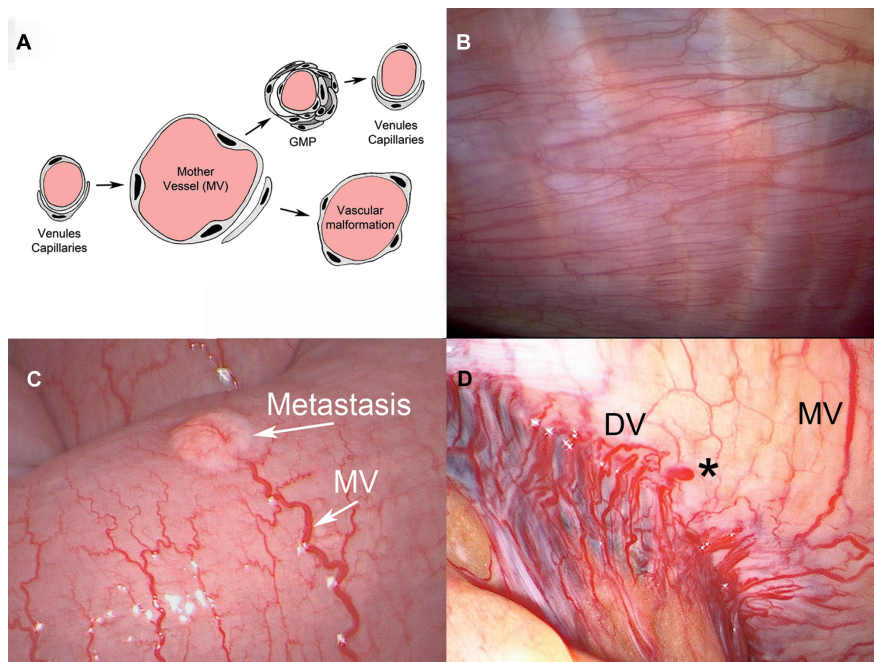 A
Venules
Capillaries
Mother
Vessel (MV)
GMP
Venules
Capillaries
Vascular
malformation
B
C
Metastasis
MV
D
DV
MV
*